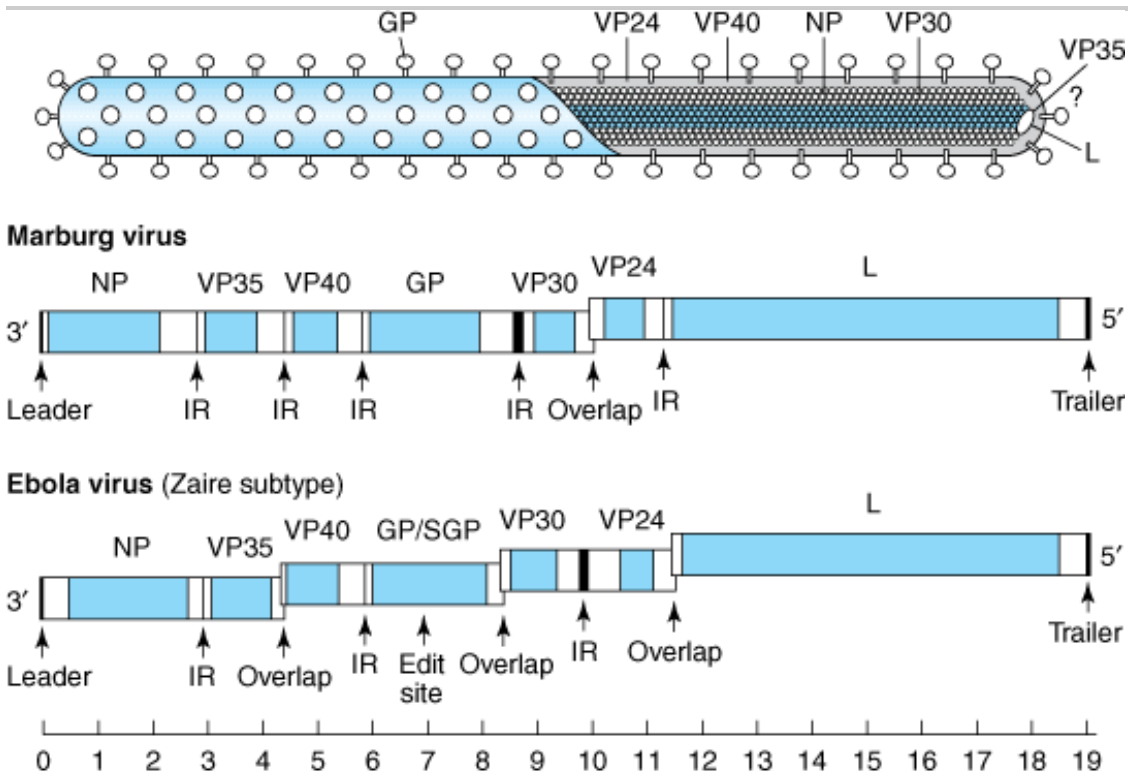 GP VP24 VP40 NP VP30
VP35
?
L
Marburg virus
NP VP35 VP40 GP VP30 VP24 L
3′ 5′
Leader IR IR IR IR Overlap IR Trailer
Ebola virus (Zaire subtype)
NP VP35 VP40 GP/SGP VP30 VP24 L
3′ 5′
Leader IR Overlap IR Edit Overlap IR Overlap Trailer
site
0 1 2 3 4 5 6 7 8 9 10 11 12 13 14 15 16 17 18 19